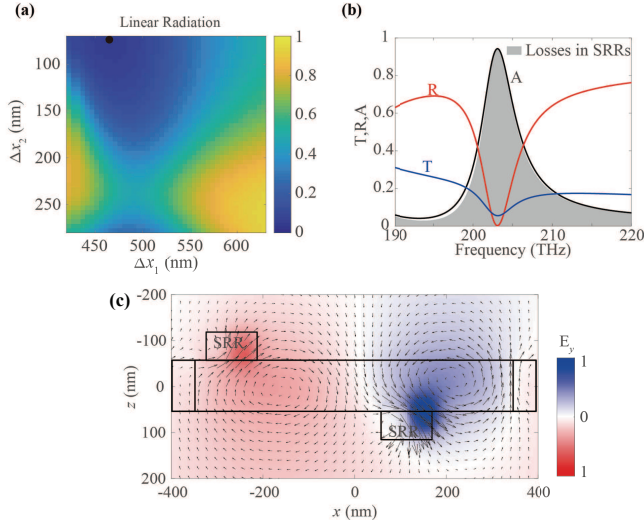 (a)
Linear Radiation
Δx₂ (nm)
100
150
200
250
450
500
550
600
Δx₁ (nm)
1
0.8
0.6
0.4
0.2
0
(b)
Losses in SRRs
T,R,A
1
0.8
0.6
0.4
0.2
0
R
A
T
190
200
210
220
Frequency (THz)
(c)
z (nm)
-200
-100
0
100
200
SRR
SRR
-400
-200
0
200
400
x (nm)
E_y
1
0
1